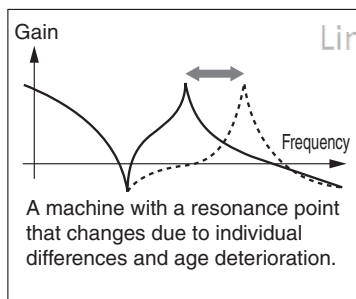 Gain
Frequency
A machine with a resonance point
that changes due to individual
differences and age deterioration.